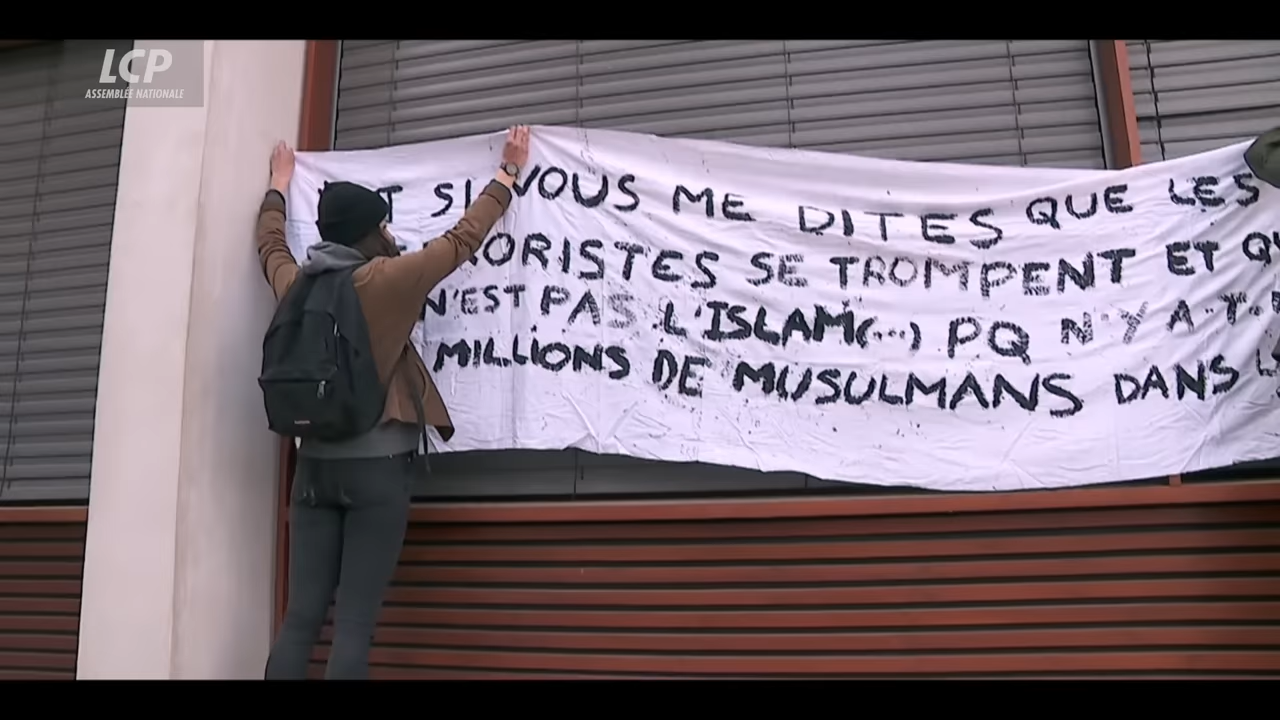 LCP
ASSEMBLÉE NATIONALE
SI VOUS ME DITES QUE LES
SE TROMPENT ET
N'EST PAS L'ISLAM(...) PQ N'Y A-T-
MILLIONS DE MUSULMANS DANS